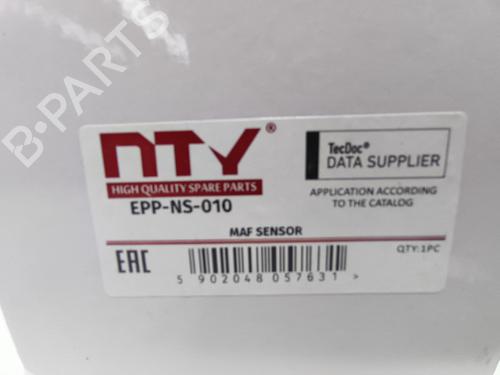 B-PARTS
NTY®
HIGH QUALITY SPARE PARTS
EPP-NS-010
TecDoc®
DATA SUPPLIER
APPLICATION ACCORDING
TO THE CATALOG
MAF SENSOR
QTY:1PC
EAC
5 902048 057631 >